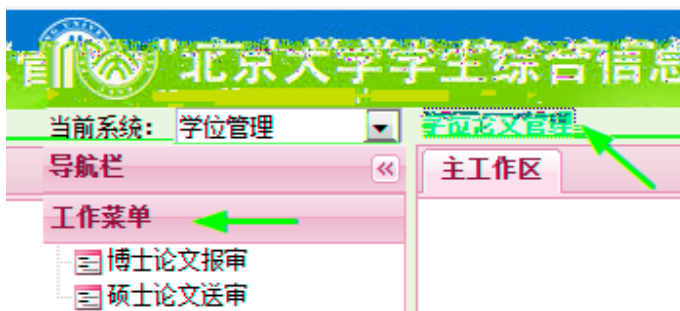 北京大学学生综合信息
当前系统： 学位管理 学位论文管理
导航栏 主工作区
工作菜单
博士论文报审
硕士论文送审